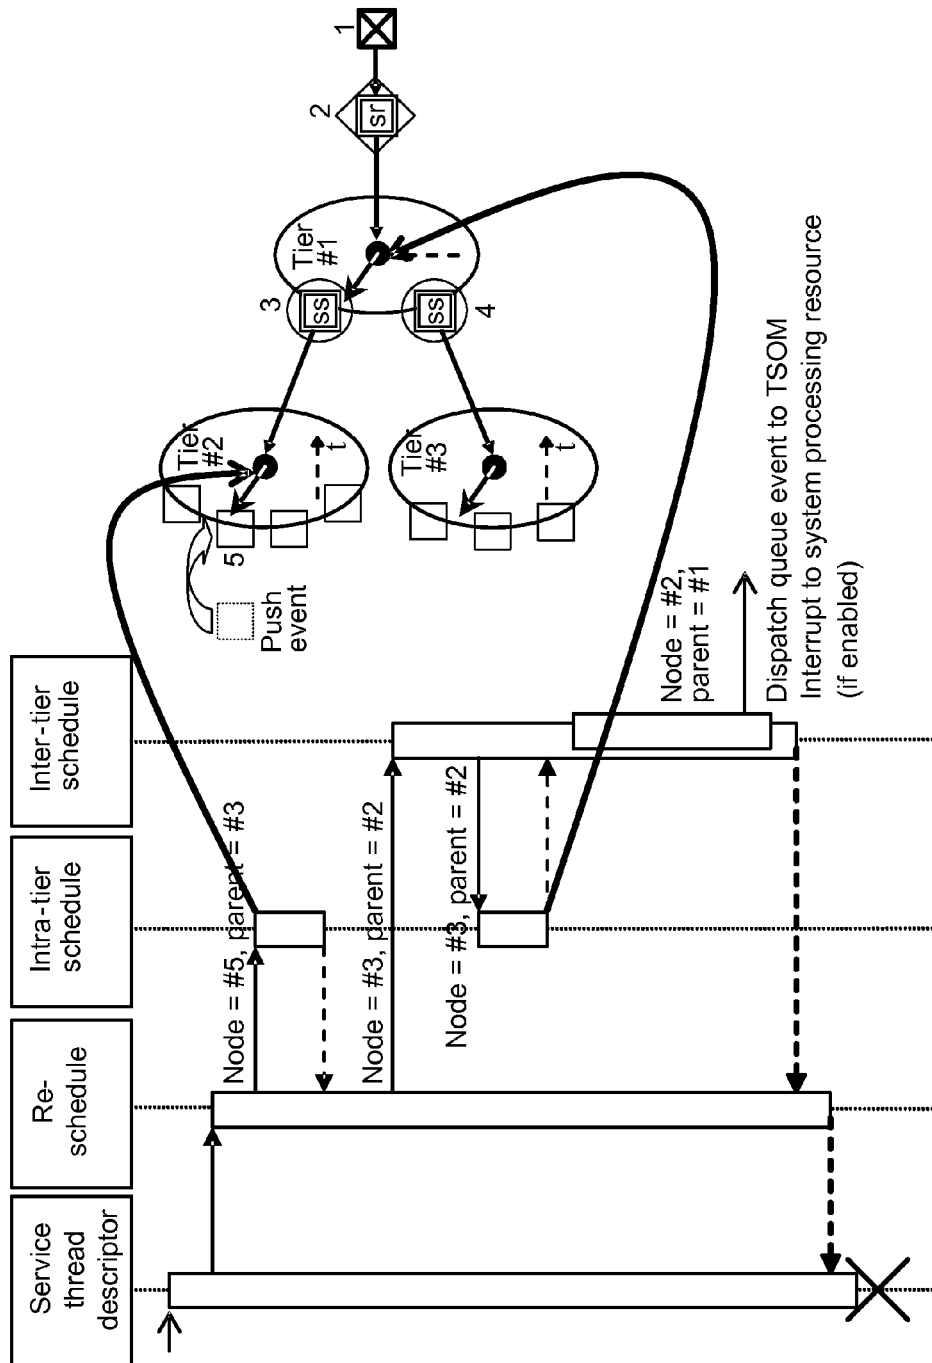 Service
thread
descriptor
Re-
schedule
Intra-tier
schedule
Inter-tier
schedule
Node = #5, parent = #3
Node = #3, parent = #2
Node = #3, parent = #2
Node = #2,
parent = #1
Dispatch queue event to TSOM
Interrupt to system processing resource
(if enabled)
Push
event
5
Tier
#2
t
Tier
#3
t
3
ss
ss
4
Tier
#1
2
sr
1